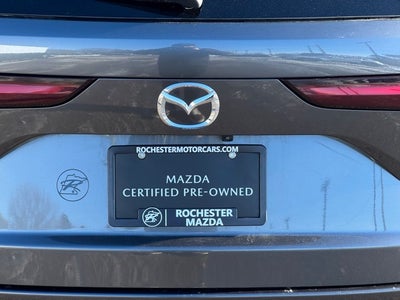 ROCHESTERMOTORCARS.COM
MAZDA
CERTIFIED PRE-OWNED
ROCHESTER
MAZDA